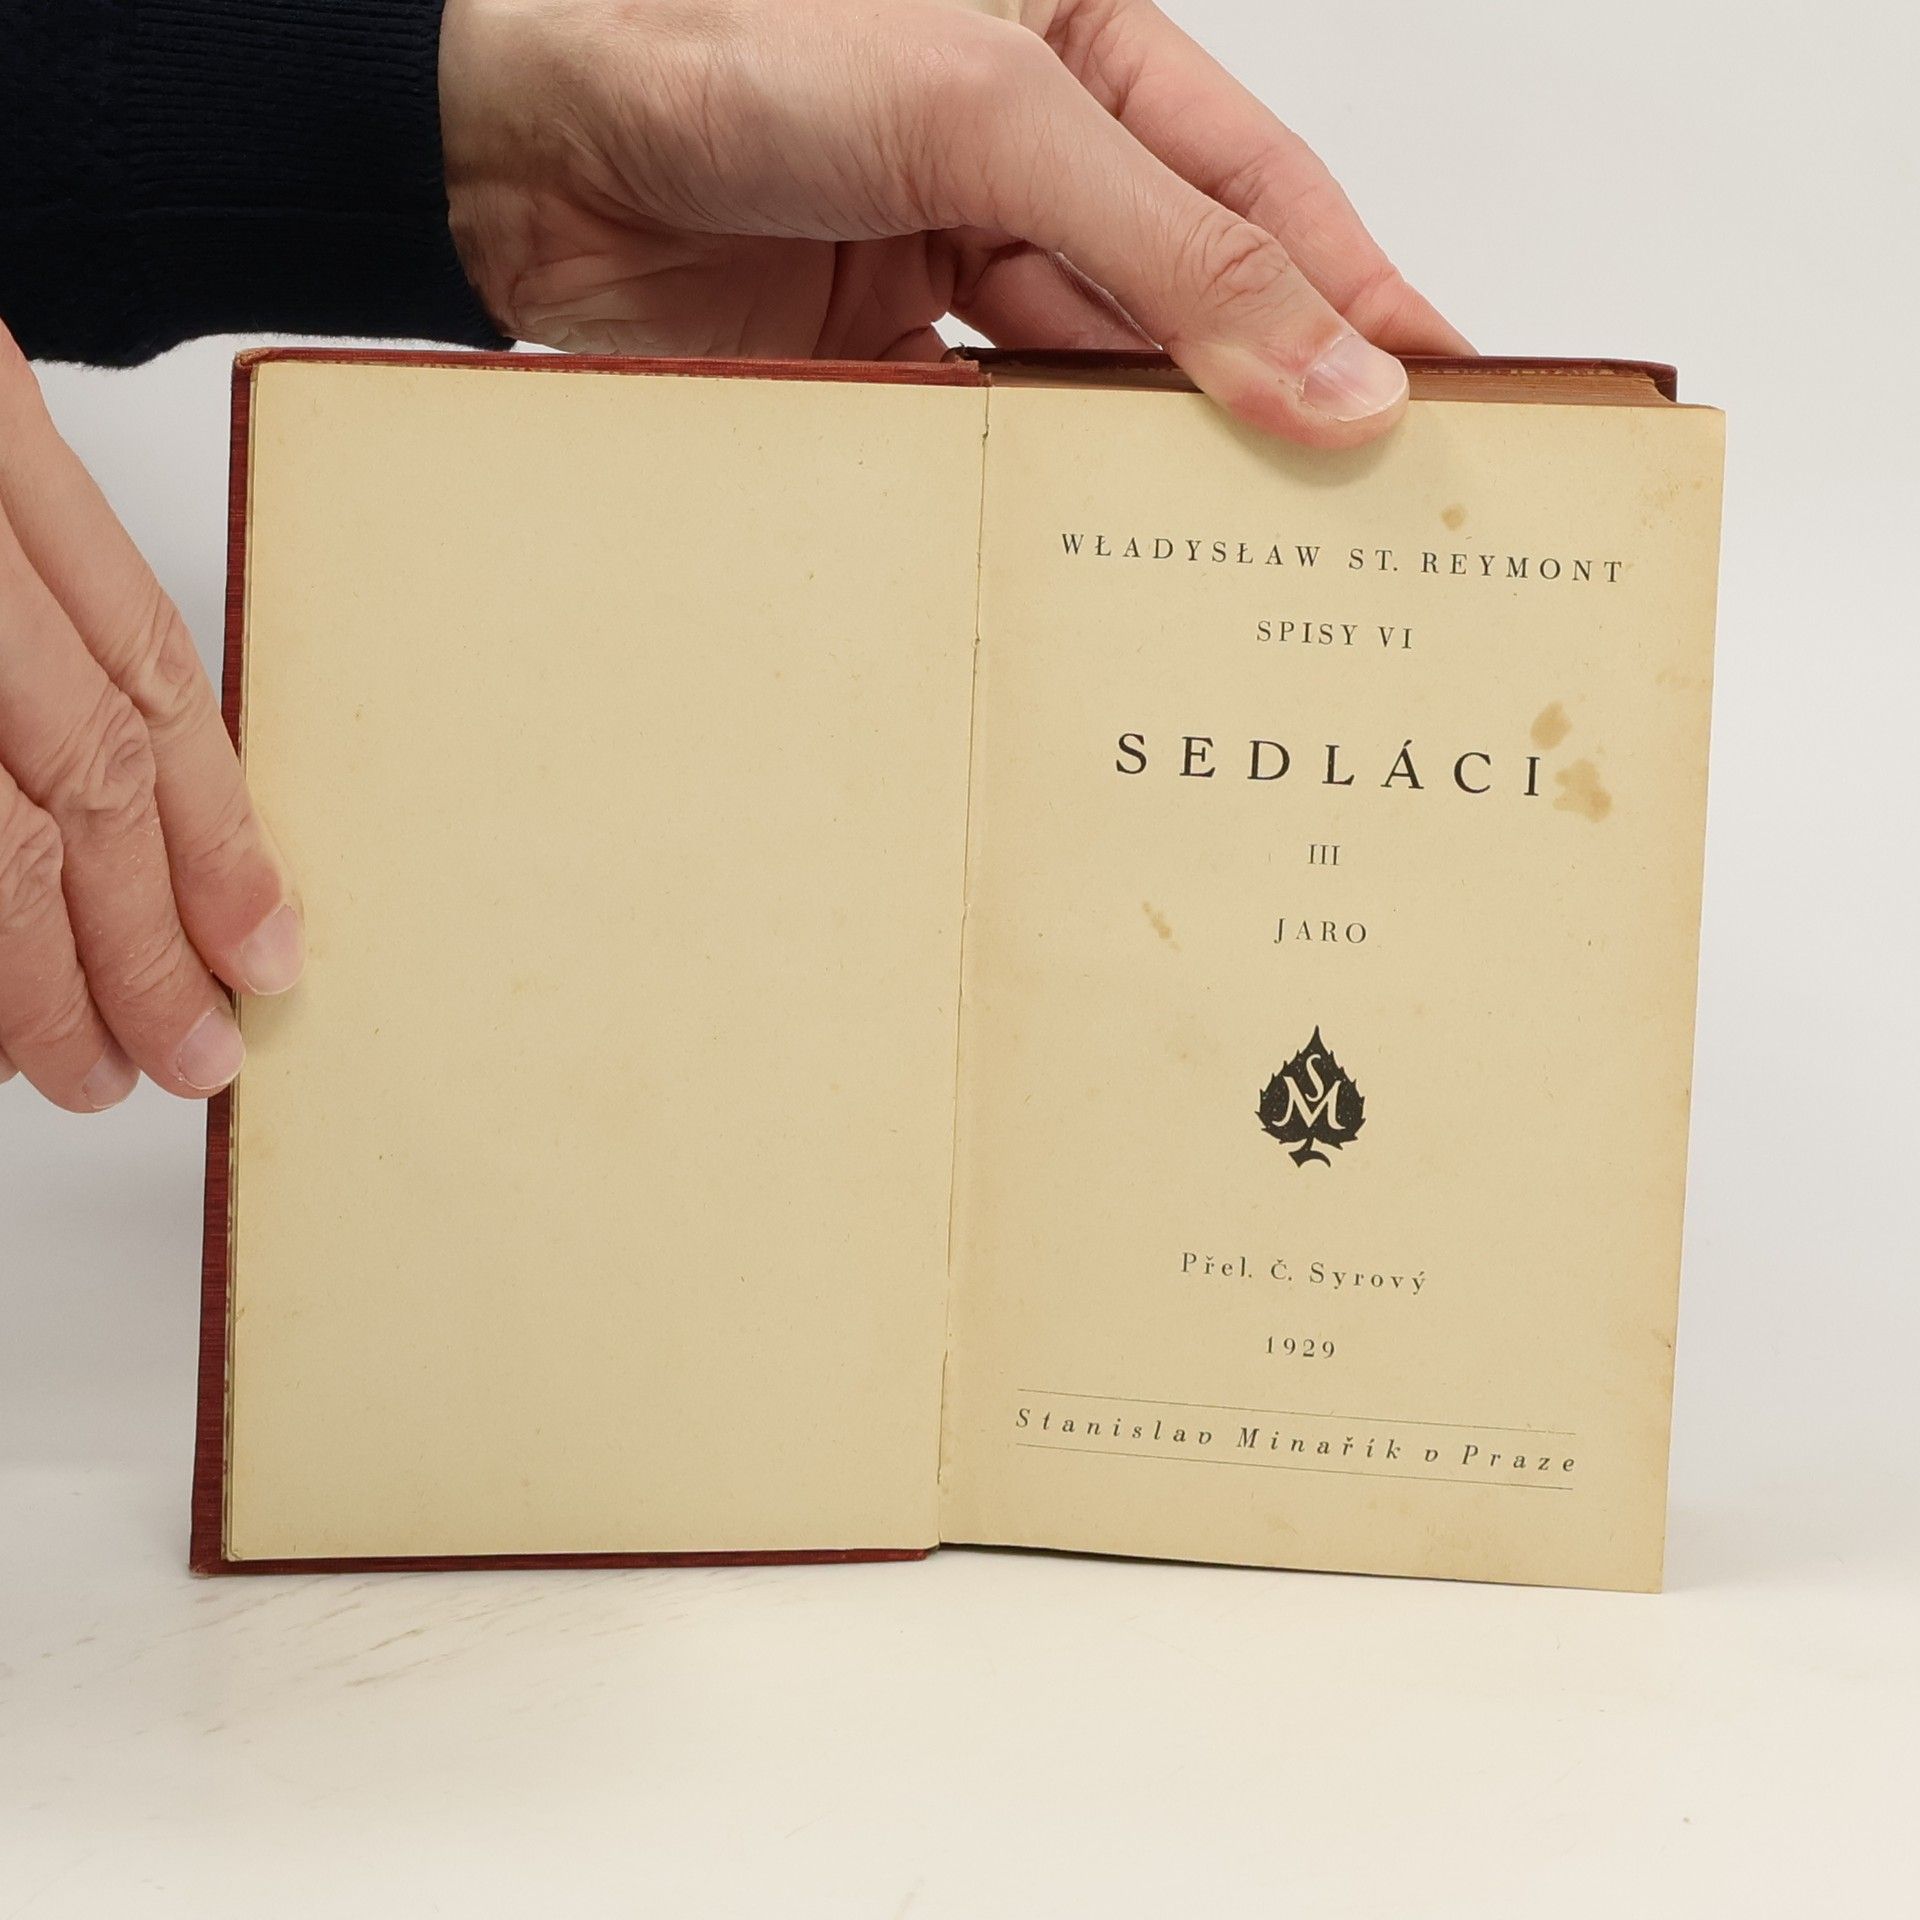 WŁADYSŁAW ST. REYMONT
SPISY VI
SEDLÁCI
III
JARO
SM
Přel. Č. Syrový
1929
Stanislav Minařík v Praze